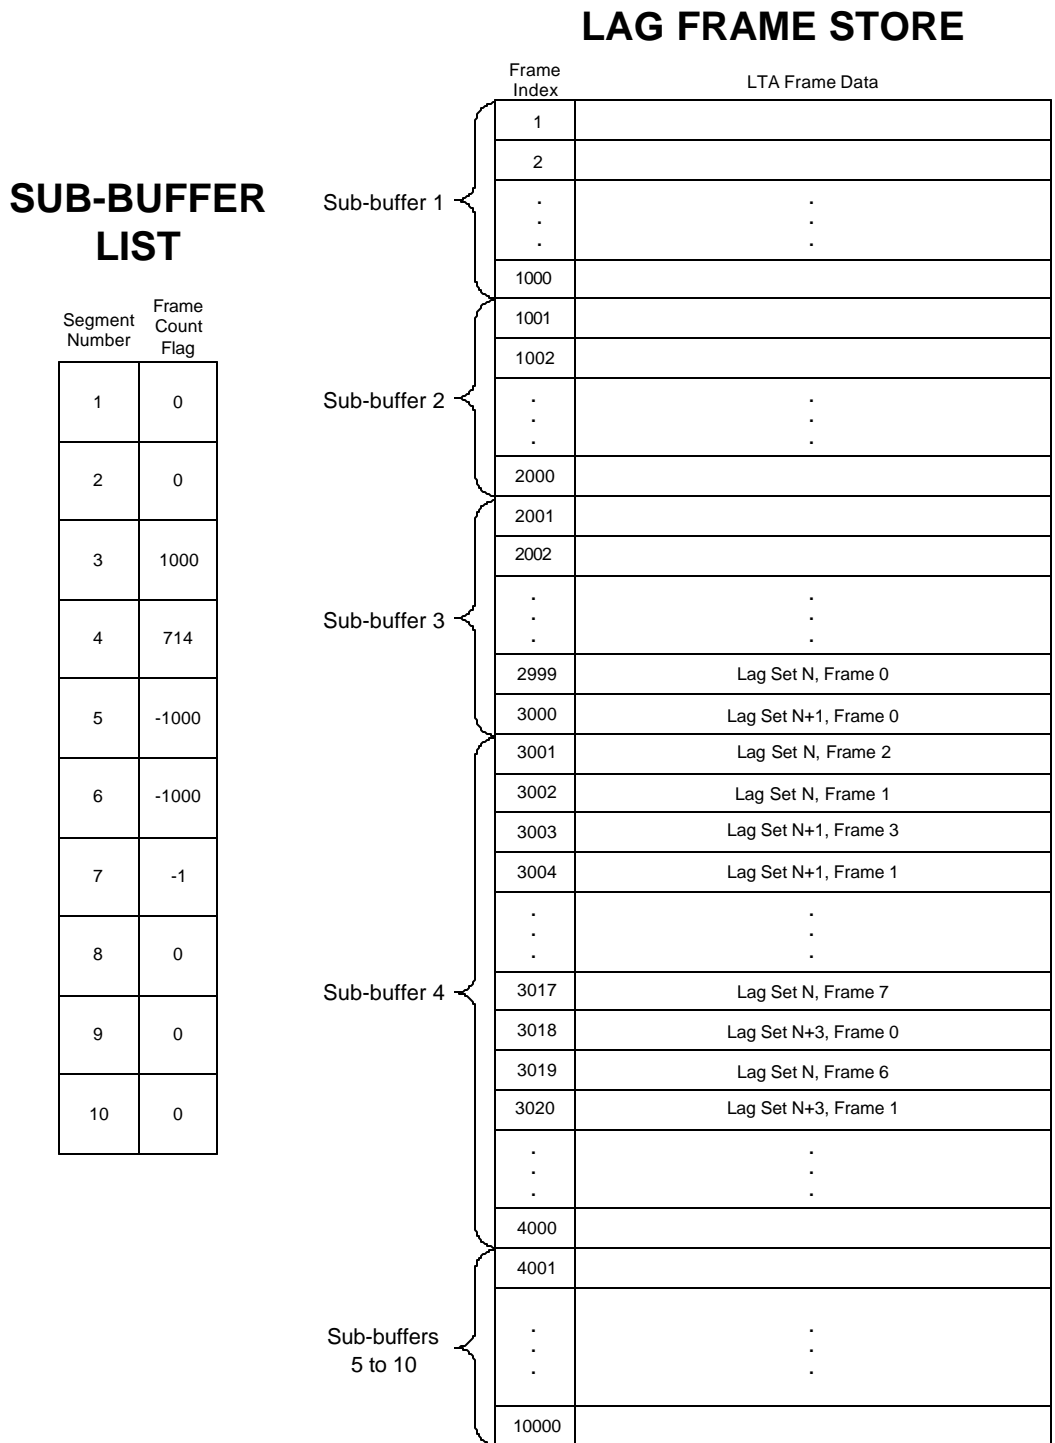 LAG FRAME STORE
SUB-BUFFER
LIST
Segment
Number
Frame
Count
Flag
1 0
2 0
3 1000
4 714
5 -1000
6 -1000
7 -1
8 0
9 0
10 0
Frame
Index
LTA Frame Data
Sub-buffer 1
1
2
1000
Sub-buffer 2
1001
1002
2000
Sub-buffer 3
2001
2002
2999 Lag Set N, Frame 0
3000 Lag Set N+1, Frame 0
Sub-buffer 4
3001 Lag Set N, Frame 2
3002 Lag Set N, Frame 1
3003 Lag Set N+1, Frame 3
3004 Lag Set N+1, Frame 1
3017 Lag Set N, Frame 7
3018 Lag Set N+3, Frame 0
3019 Lag Set N, Frame 6
3020 Lag Set N+3, Frame 1
4000
Sub-buffers
5 to 10
4001
10000